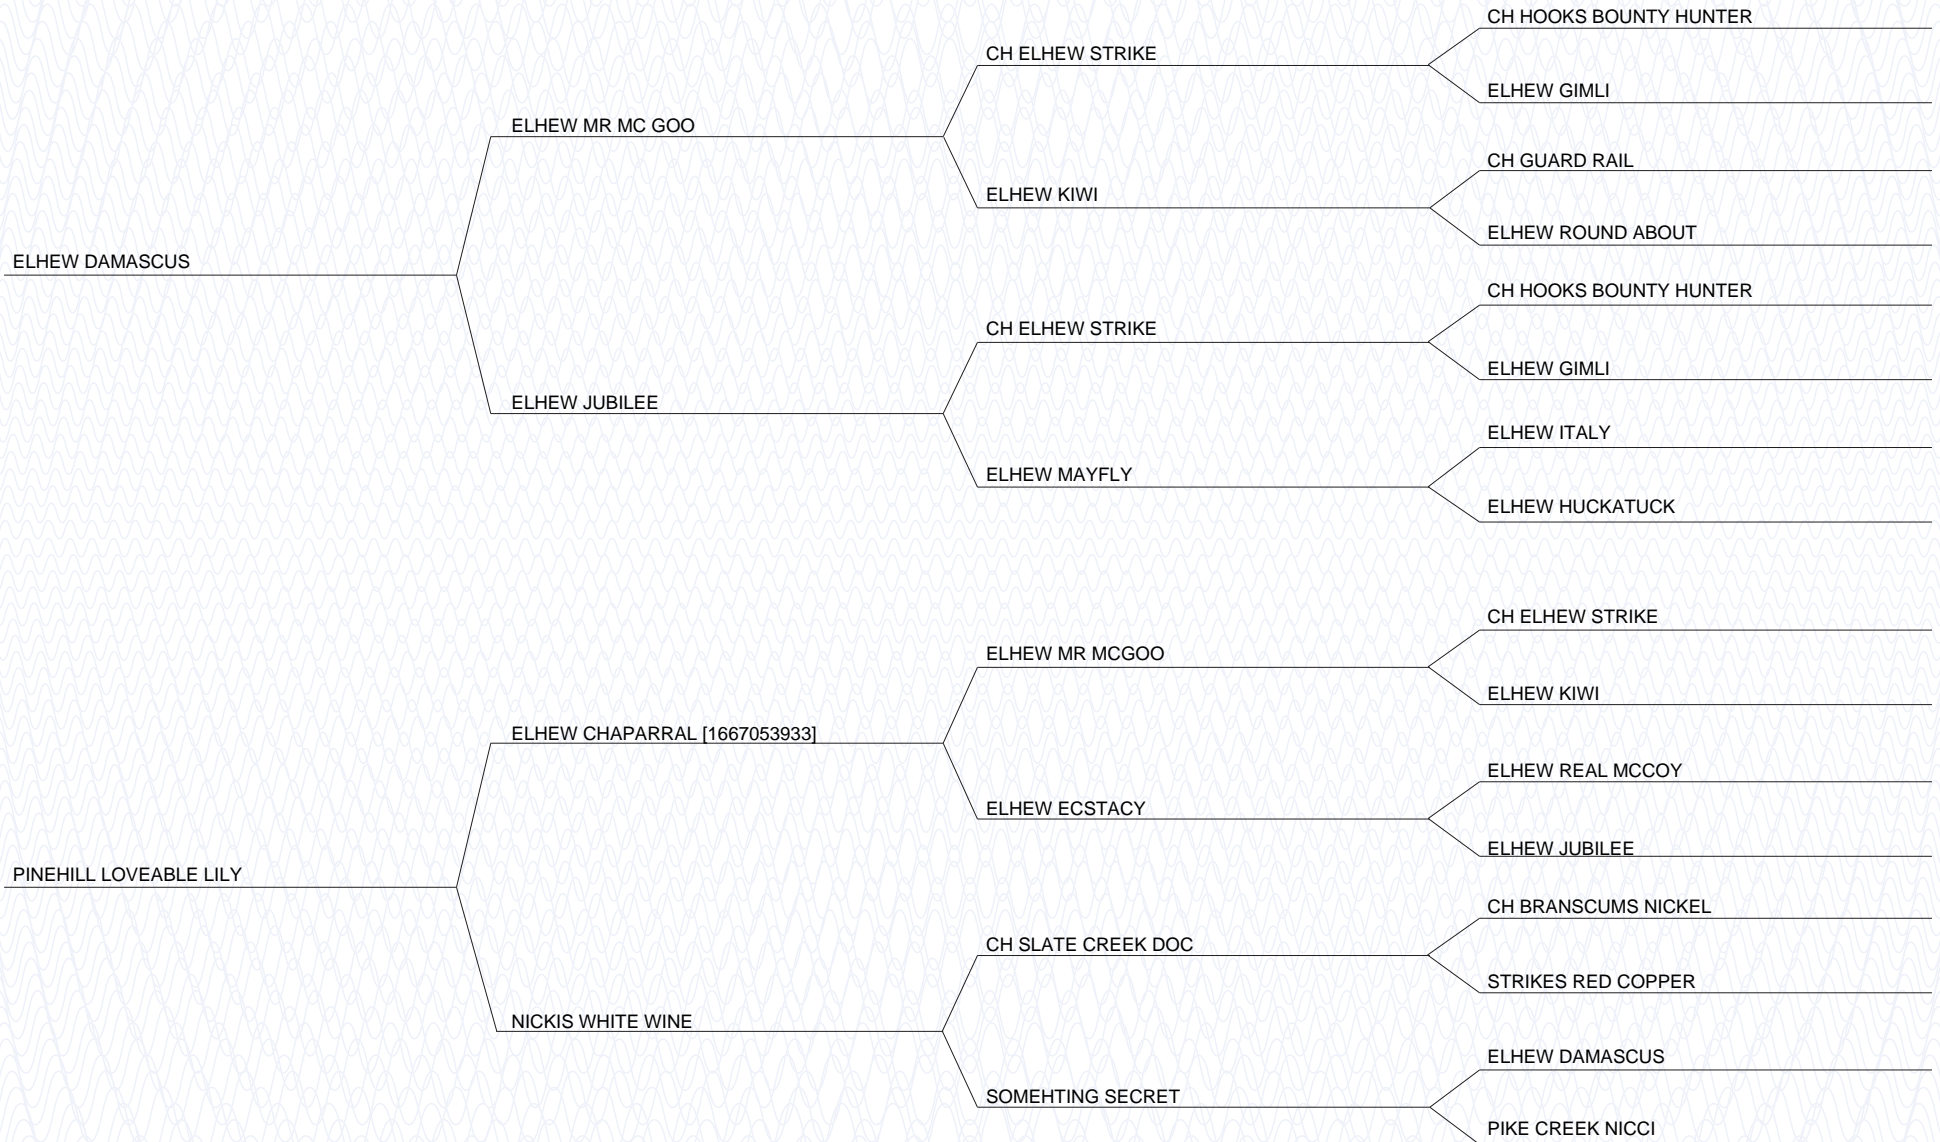 CH HOOKS BOUNTY HUNTER
CH ELHEW STRIKE
ELHEW GIMLI
ELHEW MR MC GOO
CH GUARD RAIL
ELHEW KIWI
ELHEW ROUND ABOUT
ELHEW DAMASCUS
CH HOOKS BOUNTY HUNTER
CH ELHEW STRIKE
ELHEW GIMLI
ELHEW JUBILEE
ELHEW ITALY
ELHEW MAYFLY
ELHEW HUCKATUCK
CH ELHEW STRIKE
ELHEW MR MCGOO
ELHEW KIWI
ELHEW CHAPARRAL [1667053933]
ELHEW REAL MCCOY
ELHEW ECSTACY
ELHEW JUBILEE
PINEHILL LOVEABLE LILY
CH BRANSCUMS NICKEL
CH SLATE CREEK DOC
STRIKES RED COPPER
NICKIS WHITE WINE
ELHEW DAMASCUS
SOMEHTING SECRET
PIKE CREEK NICCI